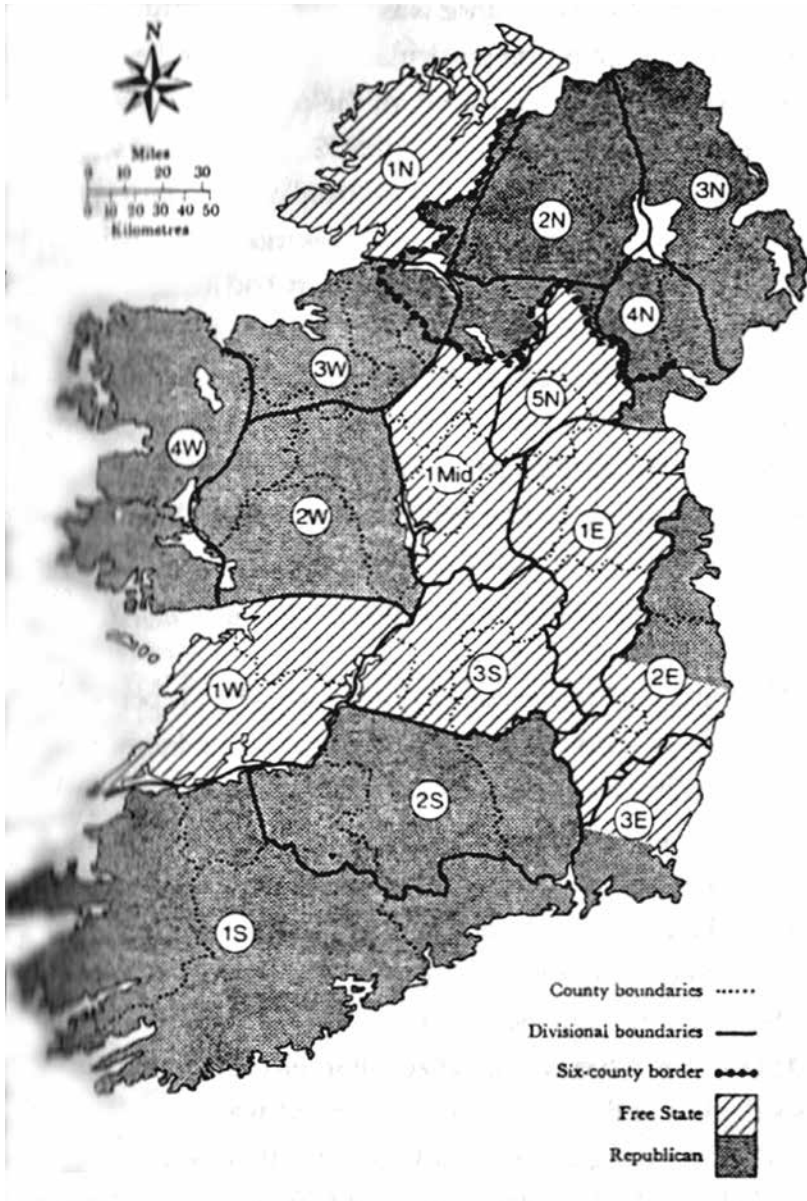 N
Miles
0 10 20 30
0 10 20 30 40 50
Kilometres
1N
2N
3N
4N
3W
5N
4W
1Mid
2W
1E
1W
3S
2E
2S
3E
1S
County boundaries
Divisional boundaries
Six-county border
Free State
Republican